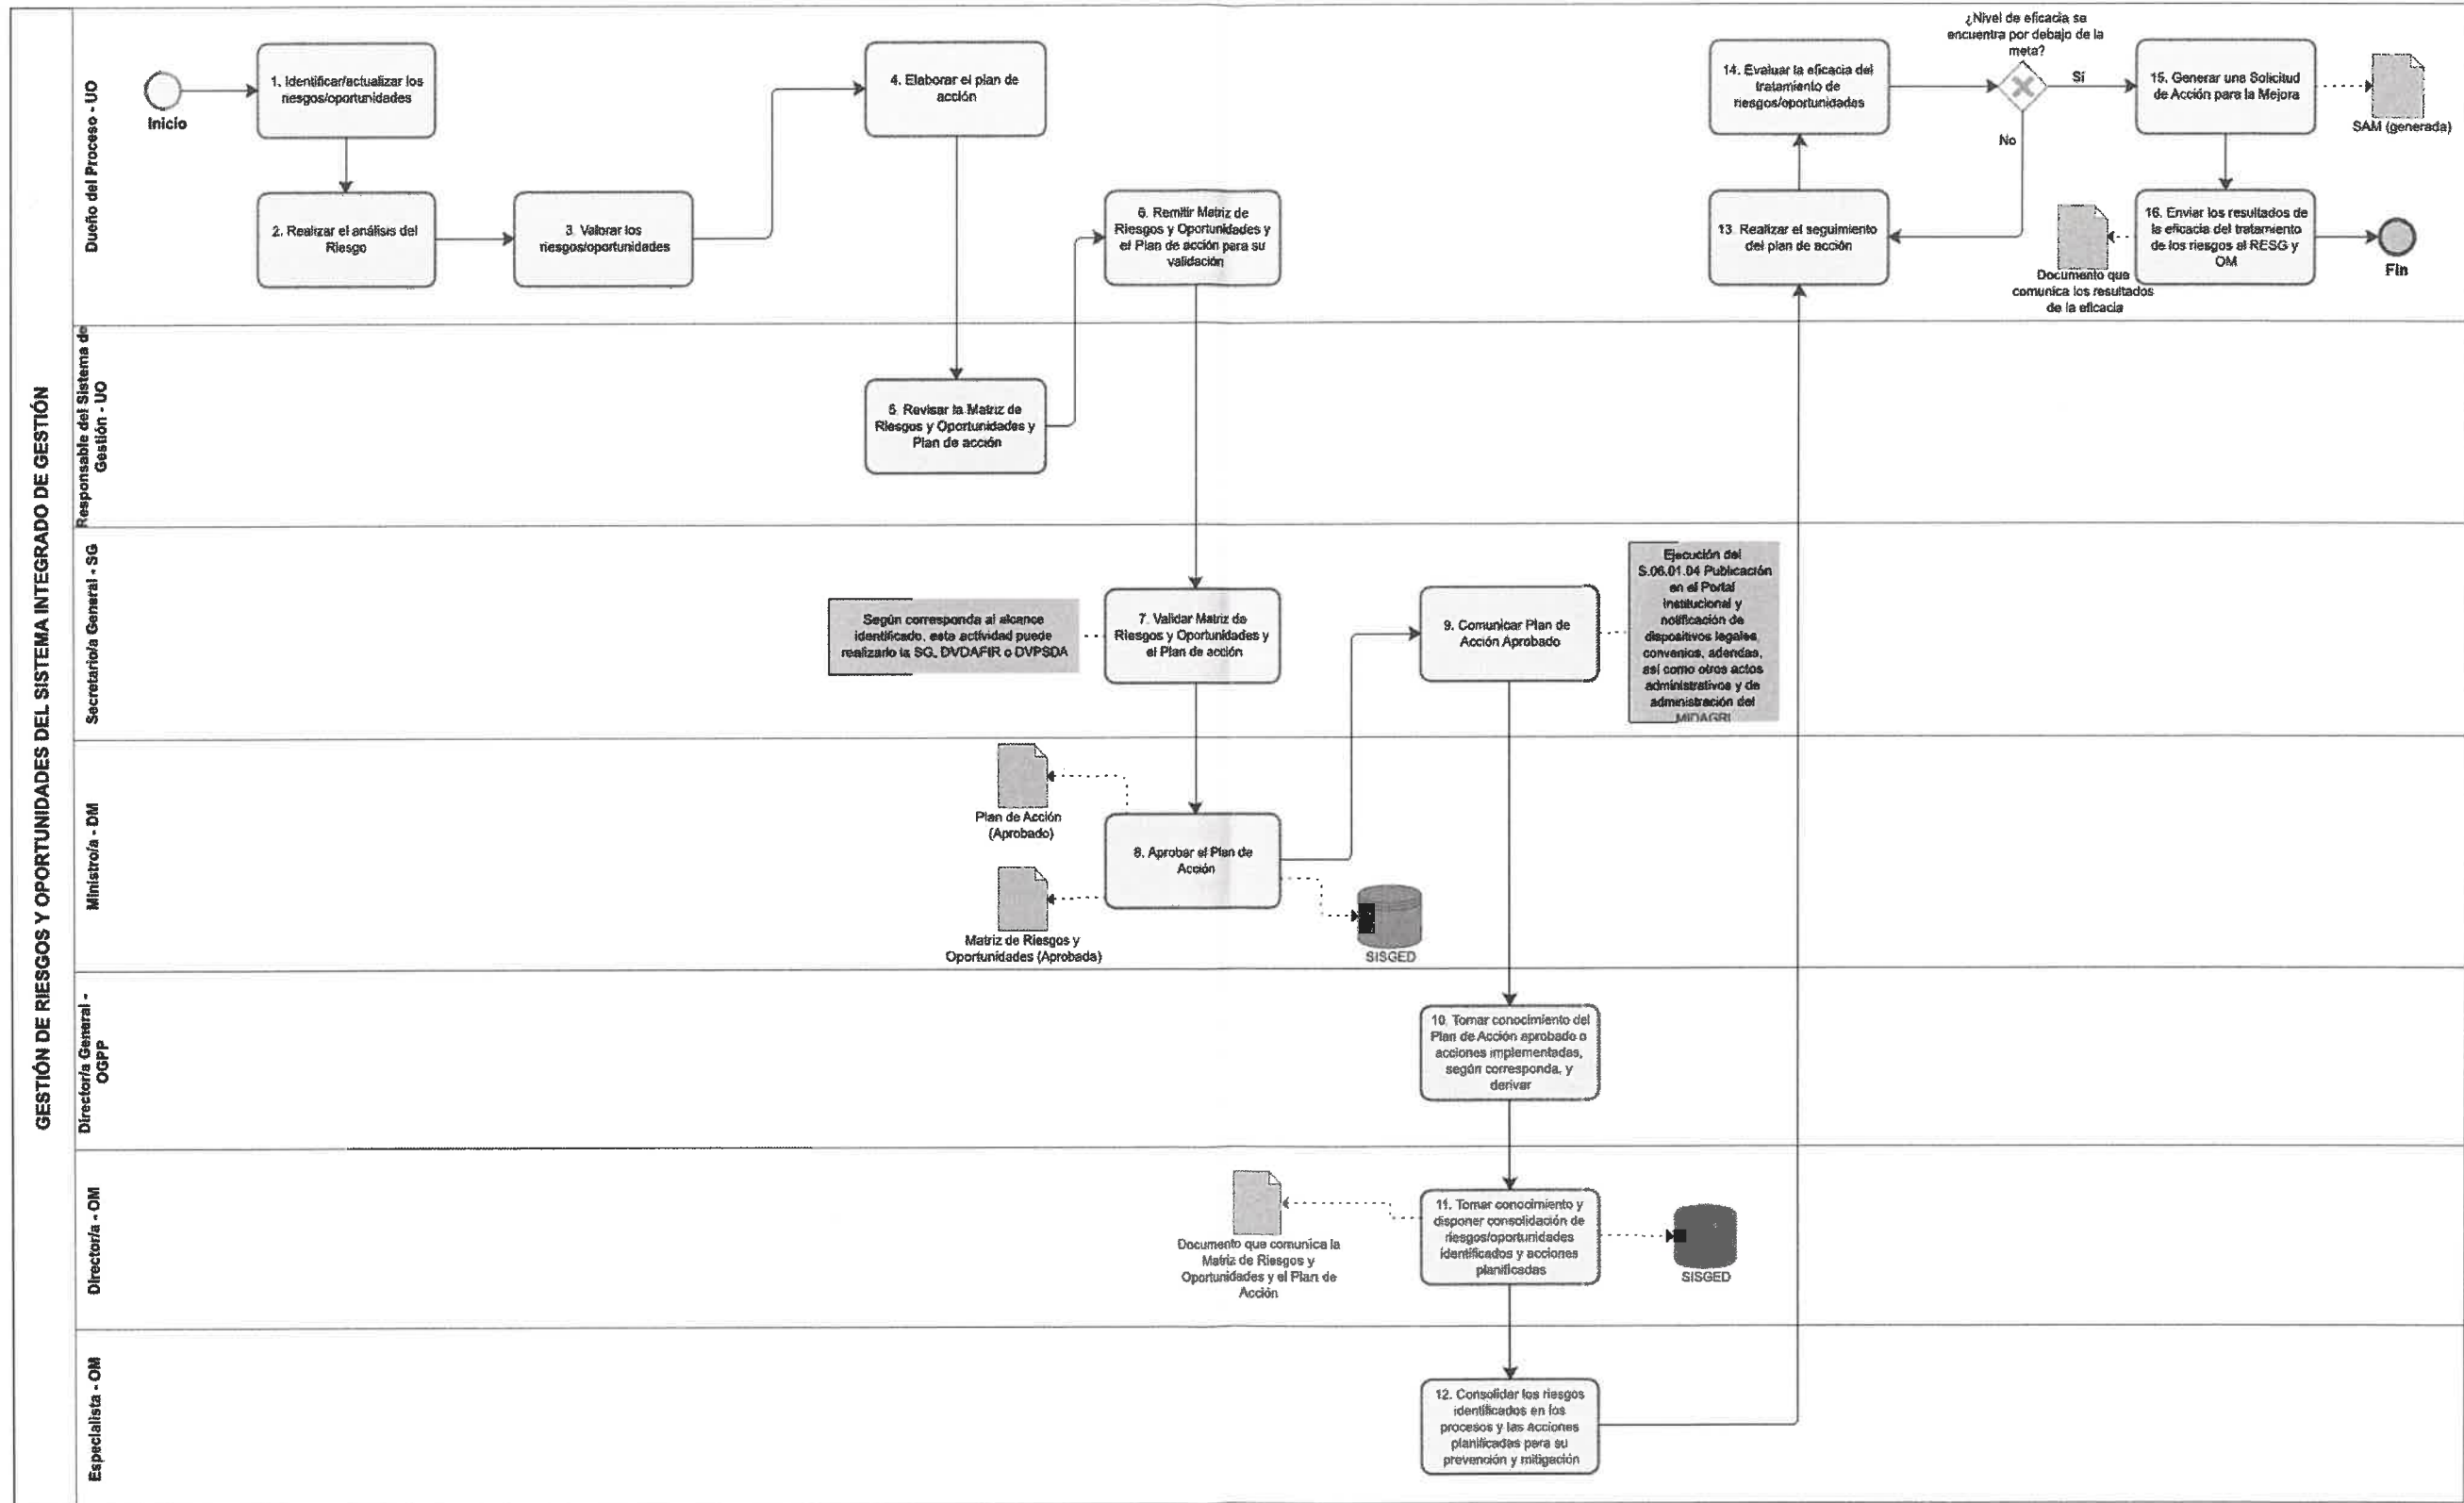 GESTIÓN DE RIESGOS Y OPORTUNIDADES DEL SISTEMA INTEGRADO DE GESTIÓN
Dueño del Proceso - UO
Inicio
1. Identificar/actualizar los
riesgos/oportunidades
2. Realizar el análisis del
Riesgo
3. Valorar los
riesgos/oportunidades
4. Elaborar el plan de
acción
6. Remitir Matriz de
Riesgos y Oportunidades y
el Plan de acción para su
validación
14. Evaluar la eficacia del
tratamiento de
riesgos/oportunidades
¿Nivel de eficacia se
encuentra por debajo de la
meta?
Sí
No
15. Generar una Solicitud
de Acción para la Mejora
SAM (generada)
13. Realizar el seguimiento
del plan de acción
Documento que
comunica los resultados
de la eficacia
16. Enviar los resultados de
la eficacia del tratamiento
de los riesgos al RESG y
OM
Fin
Responsable del Sistema de
Gestión - UO
5. Revisar la Matriz de
Riesgos y Oportunidades y
Plan de acción
Secretario/a General - SG
Según corresponda al alcance
identificado, esta actividad puede
realizarlo la SG, DVDAFIR o DVPSDA
7. Validar Matriz de
Riesgos y Oportunidades y
el Plan de acción
9. Comunicar Plan de
Acción Aprobado
Ejecución del
S.06.01.04 Publicación
en el Portal
Institucional y
notificación de
dispositivos legales,
convenios, adendas,
así como otros actos
administrativos y de
administración del
MIDAGRI
Ministro/a - DM
Plan de Acción
(Aprobado)
8. Aprobar el Plan de
Acción
Matriz de Riesgos y
Oportunidades (Aprobada)
SISGED
Director/a General -
OGPP
10. Tomar conocimiento del
Plan de Acción aprobado o
acciones implementadas,
según corresponda, y
derivar
Director/a - OM
Documento que comunica la
Matriz de Riesgos y
Oportunidades y el Plan de
Acción
11. Tomar conocimiento y
disponer consolidación de
riesgos/oportunidades
identificados y acciones
planificadas
SISGED
Especialista - OM
12. Consolidar los riesgos
identificados en los
procesos y las acciones
planificadas para su
prevención y mitigación